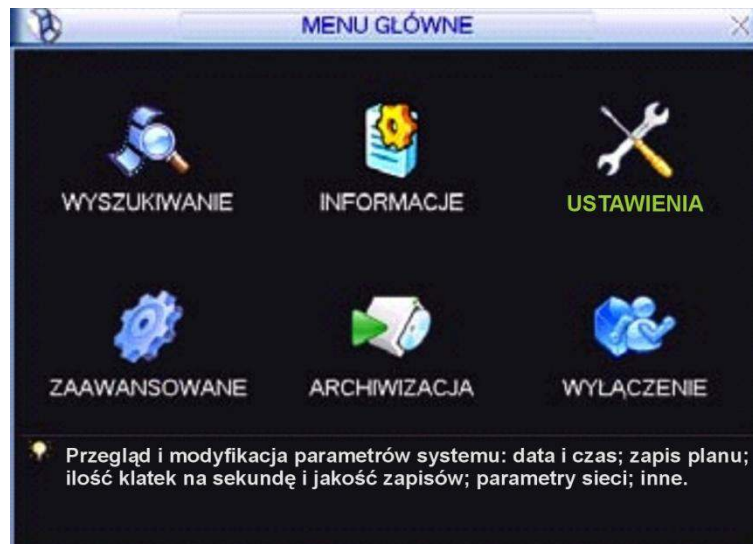 MENU GŁÓWNE
WYSZUKIWANIE
INFORMACJE
USTAWIENIA
ZAAWANSOWANE
ARCHIWIZACJA
WYŁĄCZENIE
Przegląd i modyfikacja parametrów systemu: data i czas; zapis planu;
ilość klatek na sekundę i jakość zapisów; parametry sieci; inne.